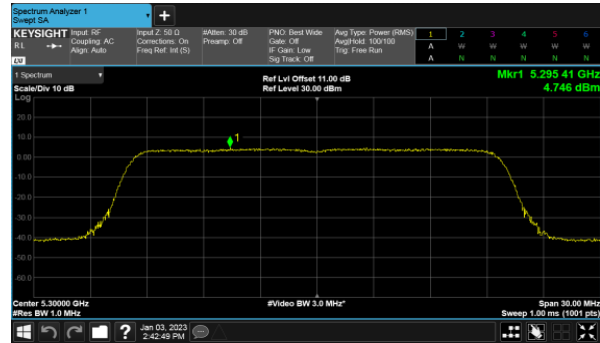 Spectrum Analyzer 1
Swept SA
+
KEYSIGHT Input: RF Input Z: 50 Ω #Atten: 30 dB PNO: Best Wide Avg Type: Power (RMS) 1 2 3 4 5 6
RL Coupling: AC Corrections: On Preamp: Off Gate: Off Avg|Hold: 100/100 A W W W W W
Align: Auto Freq Ref: Int (S) IF Gain: Low Trig: Free Run
Sig Track: Off A N N N N N
LXI
1 Spectrum
Scale/Div 10 dB
Ref Lvl Offset 11.00 dB
Ref Level 30.00 dBm
Mkr1 5.295 41 GHz
4.746 dBm
Log
20.0
10.0
1
0.00
-10.0
-20.0
-30.0
-40.0
-50.0
-60.0
Center 5.30000 GHz #Video BW 3.0 MHz* Span 30.00 MHz
#Res BW 1.0 MHz Sweep 1.00 ms (1001 pts)
? Jan 03, 2023
2:42:49 PM